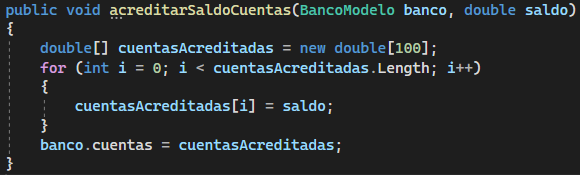 public void acreditarSaldoCuentas(BancoModelo banco, double saldo)
{
double[] cuentasAcreditadas = new double[100];
for (int i = 0; i < cuentasAcreditadas.Length; i++)
{
cuentasAcreditadas[i] = saldo;
}
banco.cuentas = cuentasAcreditadas;
}